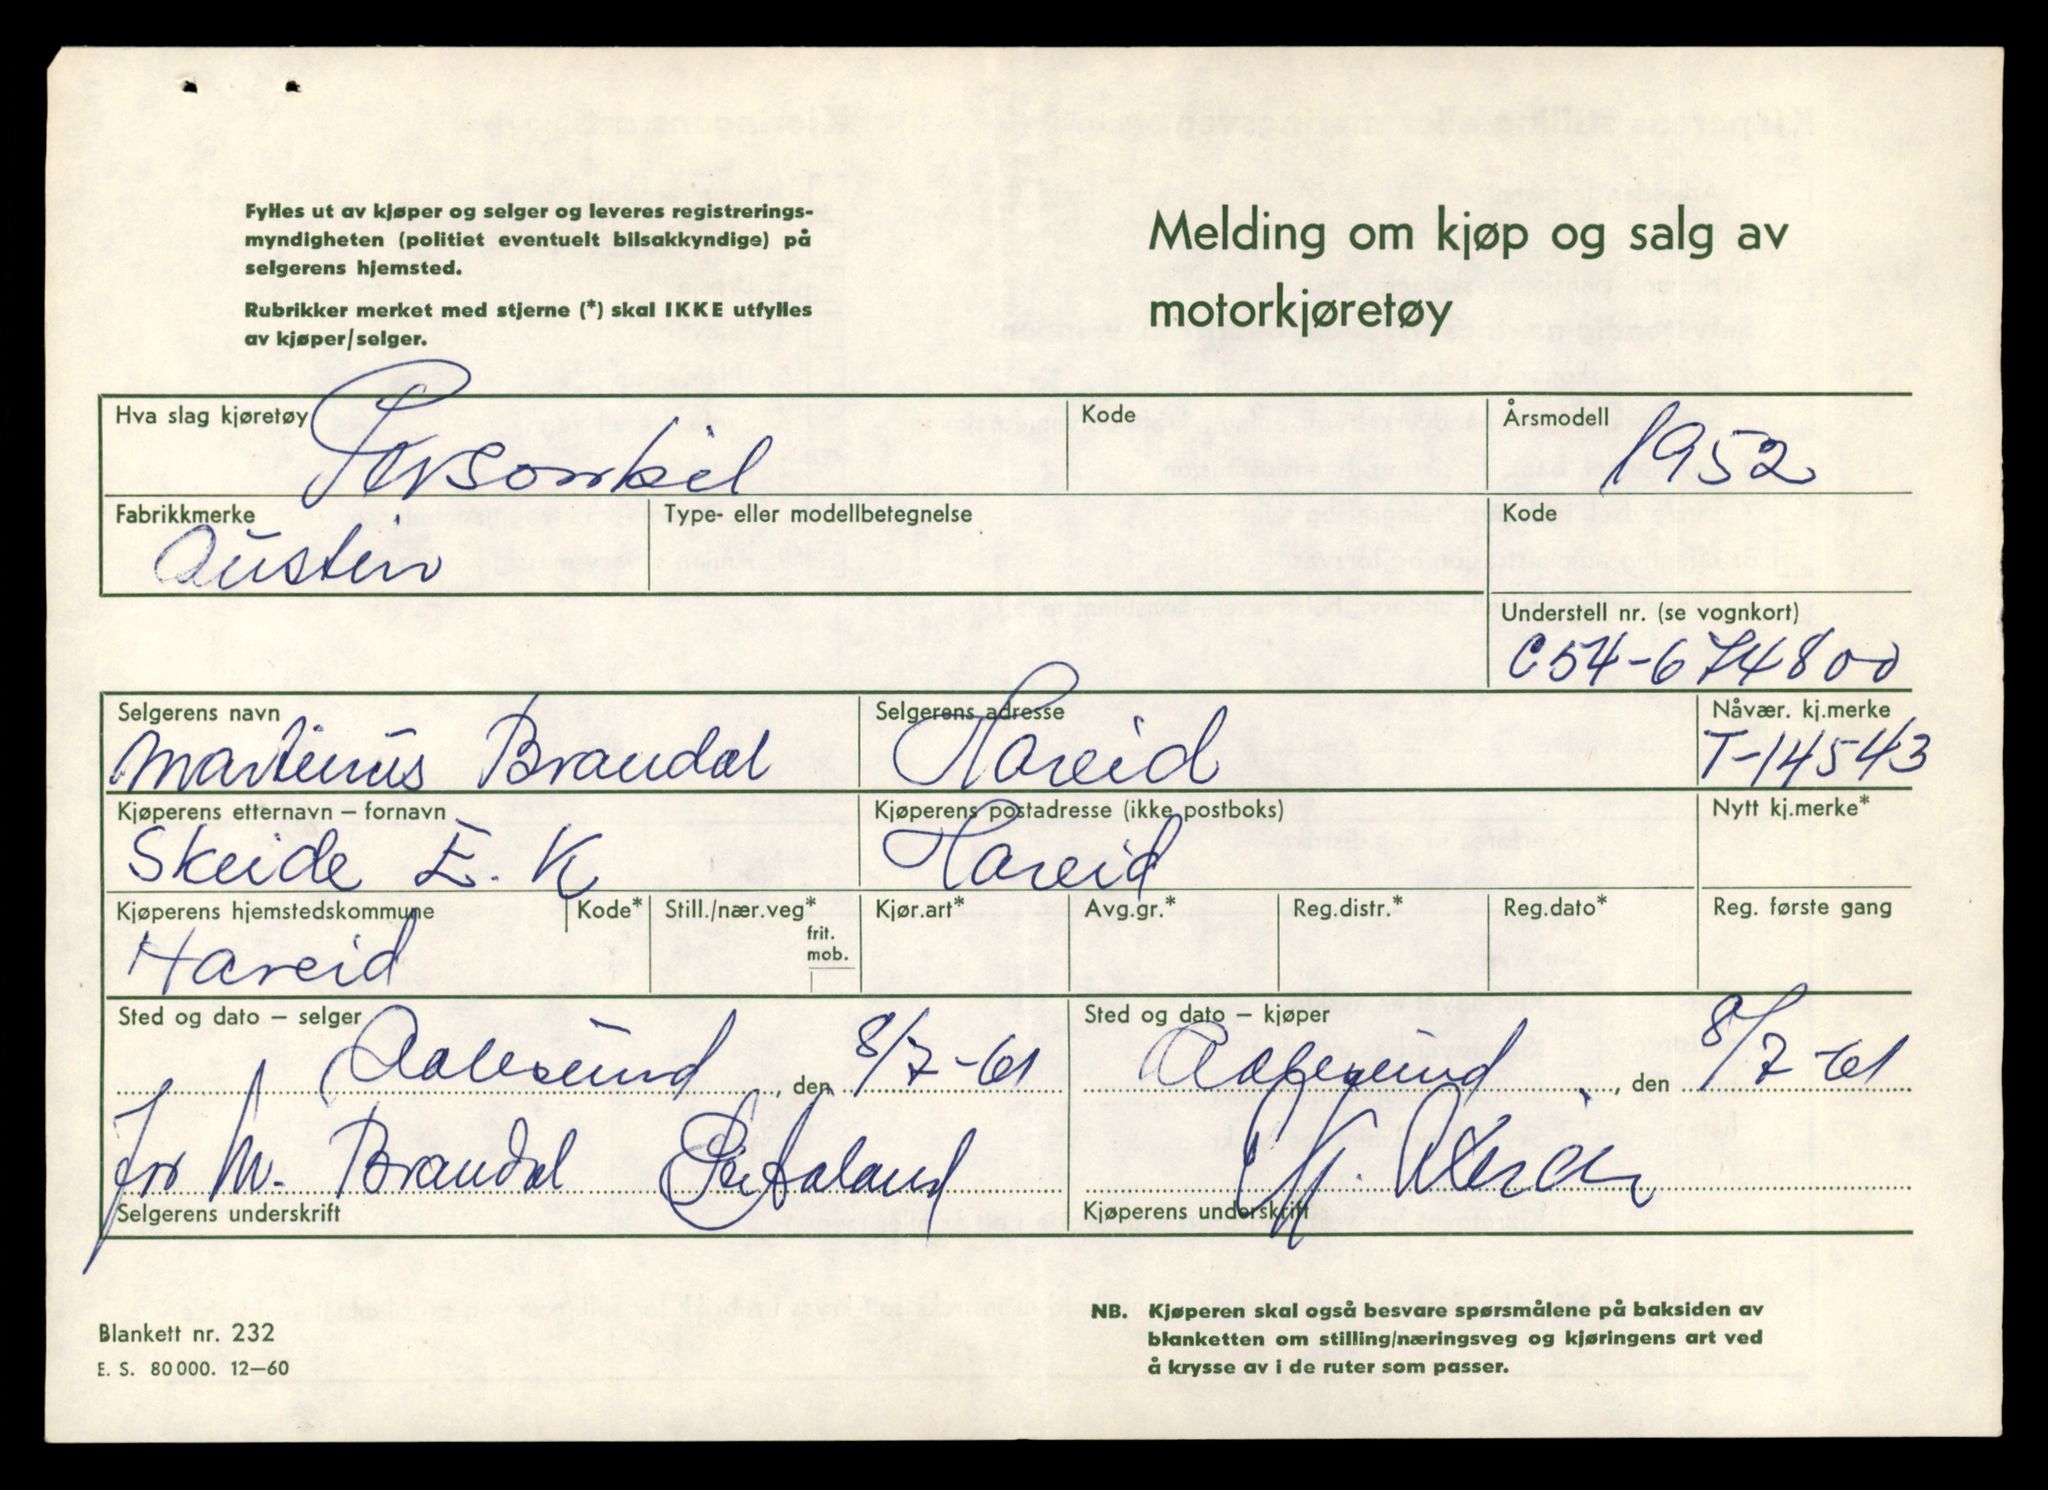 Fylles ut av kjøper og selger og leveres registrerings-
myndigheten (politiet eventuelt bilsakkyndige) på
selgerens hjemsted.
Rubrikker merket med stjerne (*) skal IKKE utfylles
av kjøper/selger.
Melding om kjøp og salg av
motorkjøretøy
Hva slag kjøretøy Personbil Kode Årsmodell 1952
Fabrikkmerke Type- eller modellbetegnelse Kode
Austin
Understell nr. (se vognkort)
C54-674800
Selgerens navn Selgerens adresse Nåvær. kj.merke
Martinus Brandal Hareid T-14543
Kjøperens etternavn – fornavn Kjøperens postadresse (ikke postboks) Nytt kj.merke*
Skeide E. K Hareid
Kjøperens hjemstedskommune Kode* Still./nær.veg* Kjør.art* Avg.gr.* Reg.distr.* Reg.dato* Reg. første gang
frit.
mob.
Hareid
Sted og dato – selger Sted og dato – kjøper
Aalesund, den 8/7-61 Aalesund, den 8/7-61
for M. Brandal
Selgerens underskrift Kjøperens underskrift
NB. Kjøperen skal også besvare spørsmålene på baksiden av
blanketten om stilling/næringsveg og kjøringens art ved
å krysse av i de ruter som passer.
Blankett nr. 232
E. S. 80 000. 12–60